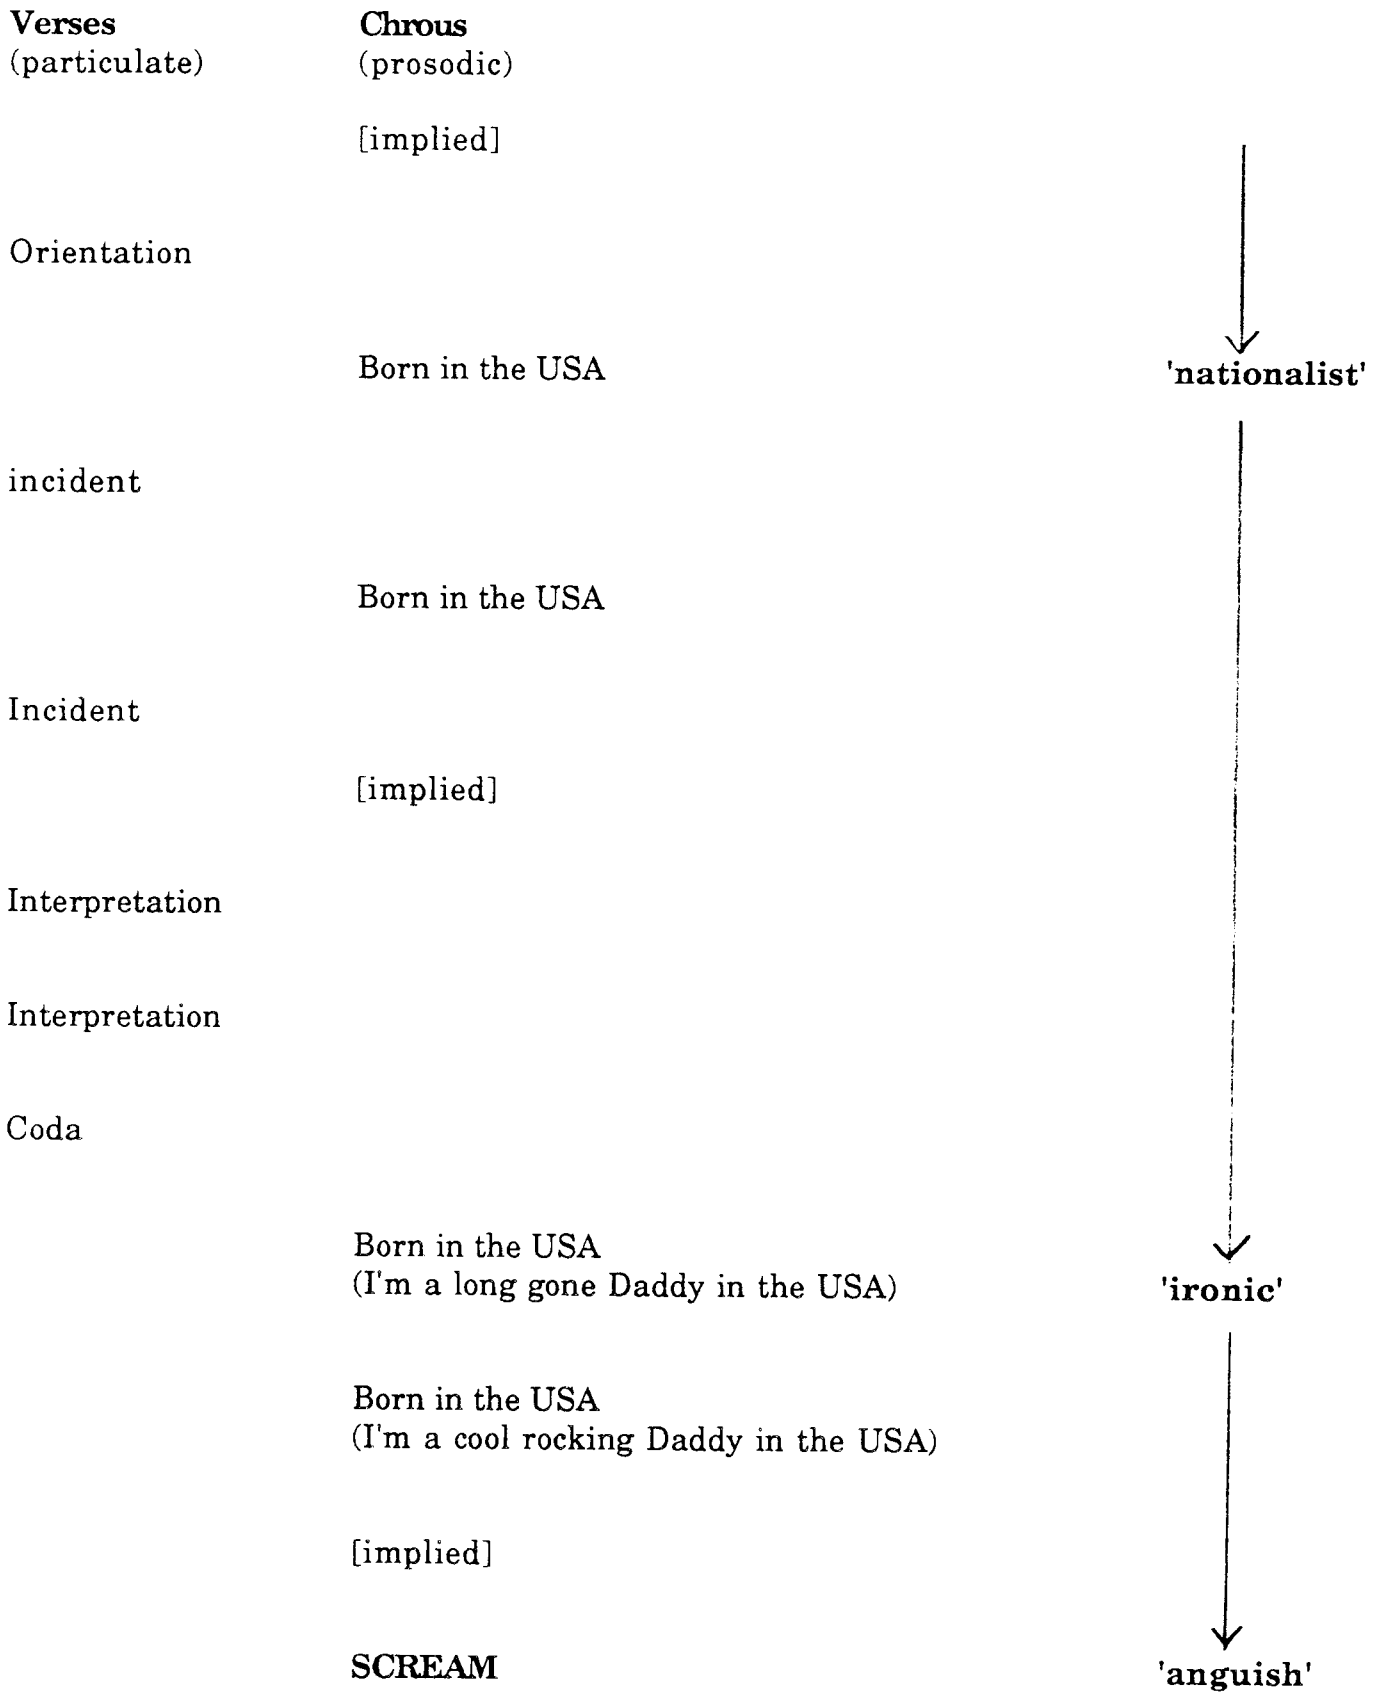 Verses Chrous
(particulate) (prosodic)
[implied]
Orientation
Born in the USA 'nationalist'
incident
Born in the USA
Incident
[implied]
Interpretation
Interpretation
Coda
Born in the USA
(I'm a long gone Daddy in the USA) 'ironic'
Born in the USA
(I'm a cool rocking Daddy in the USA)
[implied]
SCREAM 'anguish'